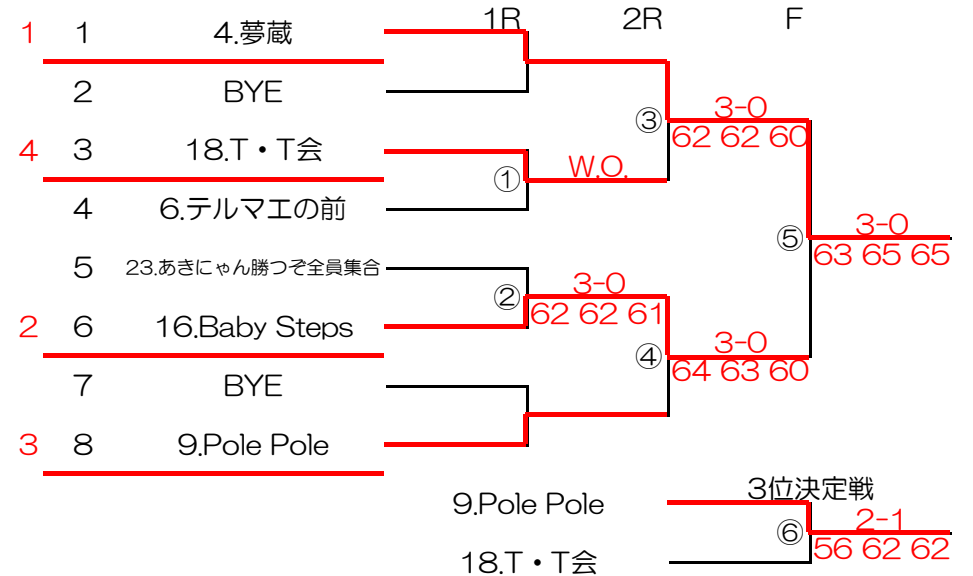 1R 2R F
1 1 4.夢蔵
2 BYE
③ 3-0
62 62 60
4 3 18.T・T会
① W.O.
4 6.テルマエの前
⑤ 3-0
63 65 65
5 23.あきにゃん勝つぞ全員集合
② 3-0
62 62 61
2 6 16.Baby Steps
④ 3-0
64 63 60
7 BYE
3 8 9.Pole Pole
3位決定戦
9.Pole Pole
⑥ 2-1
56 62 62
18.T・T会